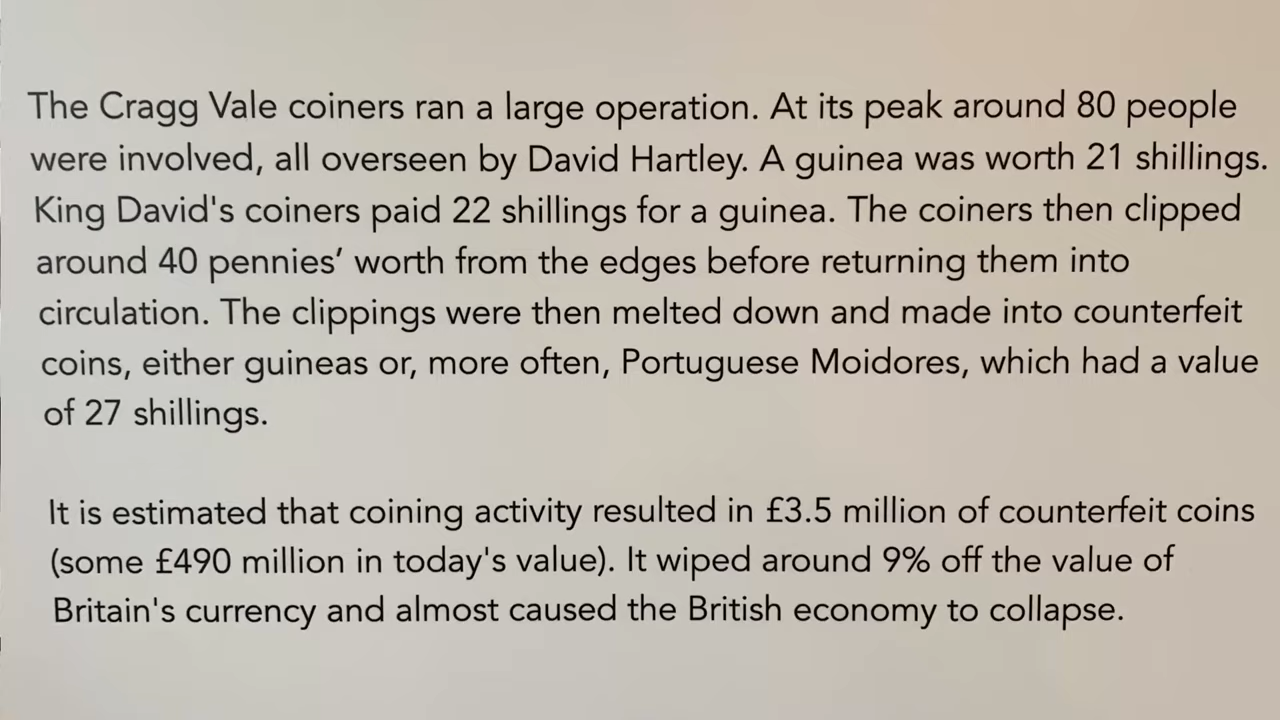 The Cragg Vale coiners ran a large operation. At its peak around 80 people
were involved, all overseen by David Hartley. A guinea was worth 21 shillings.
King David's coiners paid 22 shillings for a guinea. The coiners then clipped
around 40 pennies’ worth from the edges before returning them into
circulation. The clippings were then melted down and made into counterfeit
coins, either guineas or, more often, Portuguese Moidores, which had a value
of 27 shillings.
It is estimated that coining activity resulted in £3.5 million of counterfeit coins
(some £490 million in today's value). It wiped around 9% off the value of
Britain's currency and almost caused the British economy to collapse.